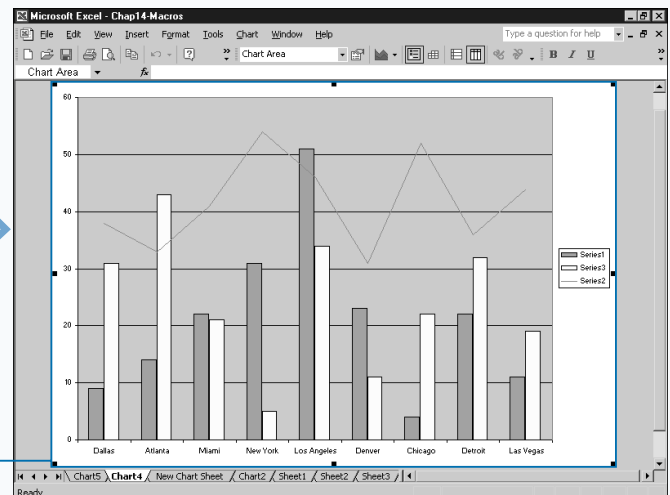 Microsoft Excel - Chap14-Macros
File Edit View Insert Format Tools Chart Window Help
Type a question for help
Chart Area
B I U
Chart Area
fx
60
50
40
30
20
10
0
Series1
Series3
Series2
Dallas Atlanta Miami New York Los Angeles Denver Chicago Detroit Las Vegas
Chart5 Chart4 New Chart Sheet Chart2 Sheet1 Sheet2 Sheet3
Ready